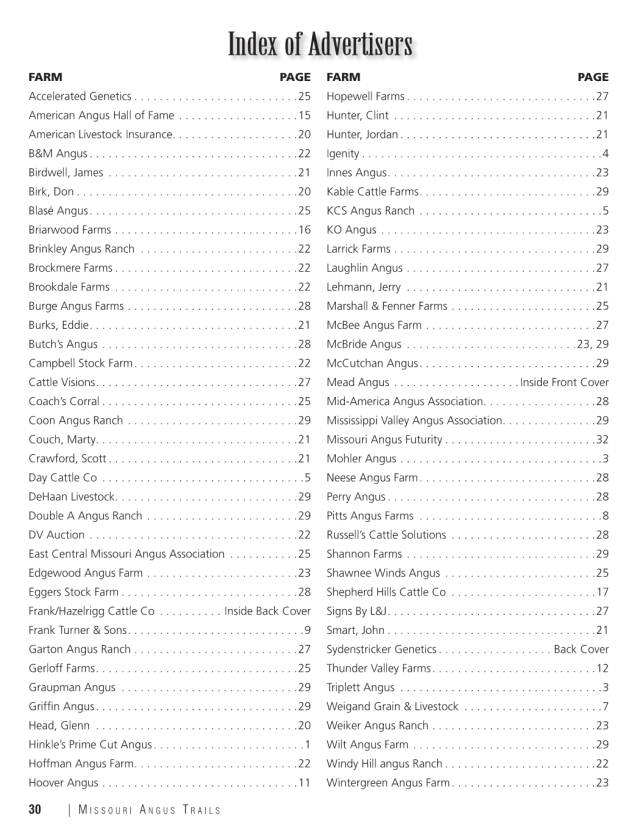 Index of Advertisers
FARM PAGE
Accelerated Genetics . . . . . . . . . . . . . . . . . . . . . . . . . .25
American Angus Hall of Fame . . . . . . . . . . . . . . . . . . .15
American Livestock Insurance. . . . . . . . . . . . . . . . . . . .20
B&M Angus . . . . . . . . . . . . . . . . . . . . . . . . . . . . . . . . .22
Birdwell, James . . . . . . . . . . . . . . . . . . . . . . . . . . . . . .21
Birk, Don . . . . . . . . . . . . . . . . . . . . . . . . . . . . . . . . . . .20
Blasé Angus . . . . . . . . . . . . . . . . . . . . . . . . . . . . . . . . .25
Briarwood Farms . . . . . . . . . . . . . . . . . . . . . . . . . . . . .16
Brinkley Angus Ranch . . . . . . . . . . . . . . . . . . . . . . . . .22
Brockmere Farms . . . . . . . . . . . . . . . . . . . . . . . . . . . . .22
Brookdale Farms . . . . . . . . . . . . . . . . . . . . . . . . . . . . .22
Burge Angus Farms . . . . . . . . . . . . . . . . . . . . . . . . . . .28
Burks, Eddie. . . . . . . . . . . . . . . . . . . . . . . . . . . . . . . . .21
Butch's Angus . . . . . . . . . . . . . . . . . . . . . . . . . . . . . . .28
Campbell Stock Farm . . . . . . . . . . . . . . . . . . . . . . . . . .22
Cattle Visions. . . . . . . . . . . . . . . . . . . . . . . . . . . . . . . .27
Coach's Corral . . . . . . . . . . . . . . . . . . . . . . . . . . . . . . .25
Coon Angus Ranch . . . . . . . . . . . . . . . . . . . . . . . . . . .29
Couch, Marty. . . . . . . . . . . . . . . . . . . . . . . . . . . . . . . .21
Crawford, Scott . . . . . . . . . . . . . . . . . . . . . . . . . . . . . .21
Day Cattle Co . . . . . . . . . . . . . . . . . . . . . . . . . . . . . . . .5
DeHaan Livestock. . . . . . . . . . . . . . . . . . . . . . . . . . . . .29
Double A Angus Ranch . . . . . . . . . . . . . . . . . . . . . . . .29
DV Auction . . . . . . . . . . . . . . . . . . . . . . . . . . . . . . . . .22
East Central Missouri Angus Association . . . . . . . . . . .25
Edgewood Angus Farm . . . . . . . . . . . . . . . . . . . . . . . .23
Eggers Stock Farm . . . . . . . . . . . . . . . . . . . . . . . . . . . .28
Frank/Hazelrigg Cattle Co . . . . . . . . . . Inside Back Cover
Frank Turner & Sons. . . . . . . . . . . . . . . . . . . . . . . . . . . .9
Garton Angus Ranch . . . . . . . . . . . . . . . . . . . . . . . . . .27
Gerloff Farms. . . . . . . . . . . . . . . . . . . . . . . . . . . . . . . .25
Graupman Angus . . . . . . . . . . . . . . . . . . . . . . . . . . . .29
Griffin Angus. . . . . . . . . . . . . . . . . . . . . . . . . . . . . . . .29
Head, Glenn . . . . . . . . . . . . . . . . . . . . . . . . . . . . . . . .20
Hinkle's Prime Cut Angus. . . . . . . . . . . . . . . . . . . . . . . .1
Hoffman Angus Farm. . . . . . . . . . . . . . . . . . . . . . . . . .22
Hoover Angus . . . . . . . . . . . . . . . . . . . . . . . . . . . . . . .11
FARM PAGE
Hopewell Farms . . . . . . . . . . . . . . . . . . . . . . . . . . . . . .27
Hunter, Clint . . . . . . . . . . . . . . . . . . . . . . . . . . . . . . . .21
Hunter, Jordan . . . . . . . . . . . . . . . . . . . . . . . . . . . . . . .21
Igenity . . . . . . . . . . . . . . . . . . . . . . . . . . . . . . . . . . . . . .4
Innes Angus. . . . . . . . . . . . . . . . . . . . . . . . . . . . . . . . .23
Kable Cattle Farms. . . . . . . . . . . . . . . . . . . . . . . . . . . .29
KCS Angus Ranch . . . . . . . . . . . . . . . . . . . . . . . . . . . . .5
KO Angus . . . . . . . . . . . . . . . . . . . . . . . . . . . . . . . . . .23
Larrick Farms . . . . . . . . . . . . . . . . . . . . . . . . . . . . . . . .29
Laughlin Angus . . . . . . . . . . . . . . . . . . . . . . . . . . . . . .27
Lehmann, Jerry . . . . . . . . . . . . . . . . . . . . . . . . . . . . . .21
Marshall & Fenner Farms . . . . . . . . . . . . . . . . . . . . . . .25
McBee Angus Farm . . . . . . . . . . . . . . . . . . . . . . . . . . .27
McBride Angus . . . . . . . . . . . . . . . . . . . . . . . . . . .23, 29
McCutchan Angus. . . . . . . . . . . . . . . . . . . . . . . . . . . .29
Mead Angus . . . . . . . . . . . . . . . . . . . .Inside Front Cover
Mid-America Angus Association. . . . . . . . . . . . . . . . . .28
Mississippi Valley Angus Association. . . . . . . . . . . . . . .29
Missouri Angus Futurity . . . . . . . . . . . . . . . . . . . . . . . .32
Mohler Angus . . . . . . . . . . . . . . . . . . . . . . . . . . . . . . . .3
Neese Angus Farm . . . . . . . . . . . . . . . . . . . . . . . . . . . .28
Perry Angus . . . . . . . . . . . . . . . . . . . . . . . . . . . . . . . . .28
Pitts Angus Farms . . . . . . . . . . . . . . . . . . . . . . . . . . . . .8
Russell's Cattle Solutions . . . . . . . . . . . . . . . . . . . . . . .28
Shannon Farms . . . . . . . . . . . . . . . . . . . . . . . . . . . . . .29
Shawnee Winds Angus . . . . . . . . . . . . . . . . . . . . . . . .25
Shepherd Hills Cattle Co . . . . . . . . . . . . . . . . . . . . . . .17
Signs By L&J. . . . . . . . . . . . . . . . . . . . . . . . . . . . . . . . .27
Smart, John . . . . . . . . . . . . . . . . . . . . . . . . . . . . . . . . .21
Sydenstricker Genetics . . . . . . . . . . . . . . . . . . Back Cover
Thunder Valley Farms. . . . . . . . . . . . . . . . . . . . . . . . . .12
Triplett Angus . . . . . . . . . . . . . . . . . . . . . . . . . . . . . . . .3
Weigand Grain & Livestock . . . . . . . . . . . . . . . . . . . . . .7
Weiker Angus Ranch . . . . . . . . . . . . . . . . . . . . . . . . . .23
Wilt Angus Farm . . . . . . . . . . . . . . . . . . . . . . . . . . . . .29
Windy Hill angus Ranch . . . . . . . . . . . . . . . . . . . . . . . .22
Wintergreen Angus Farm . . . . . . . . . . . . . . . . . . . . . . .23
30 | MISSOURI ANGUS TRAILS